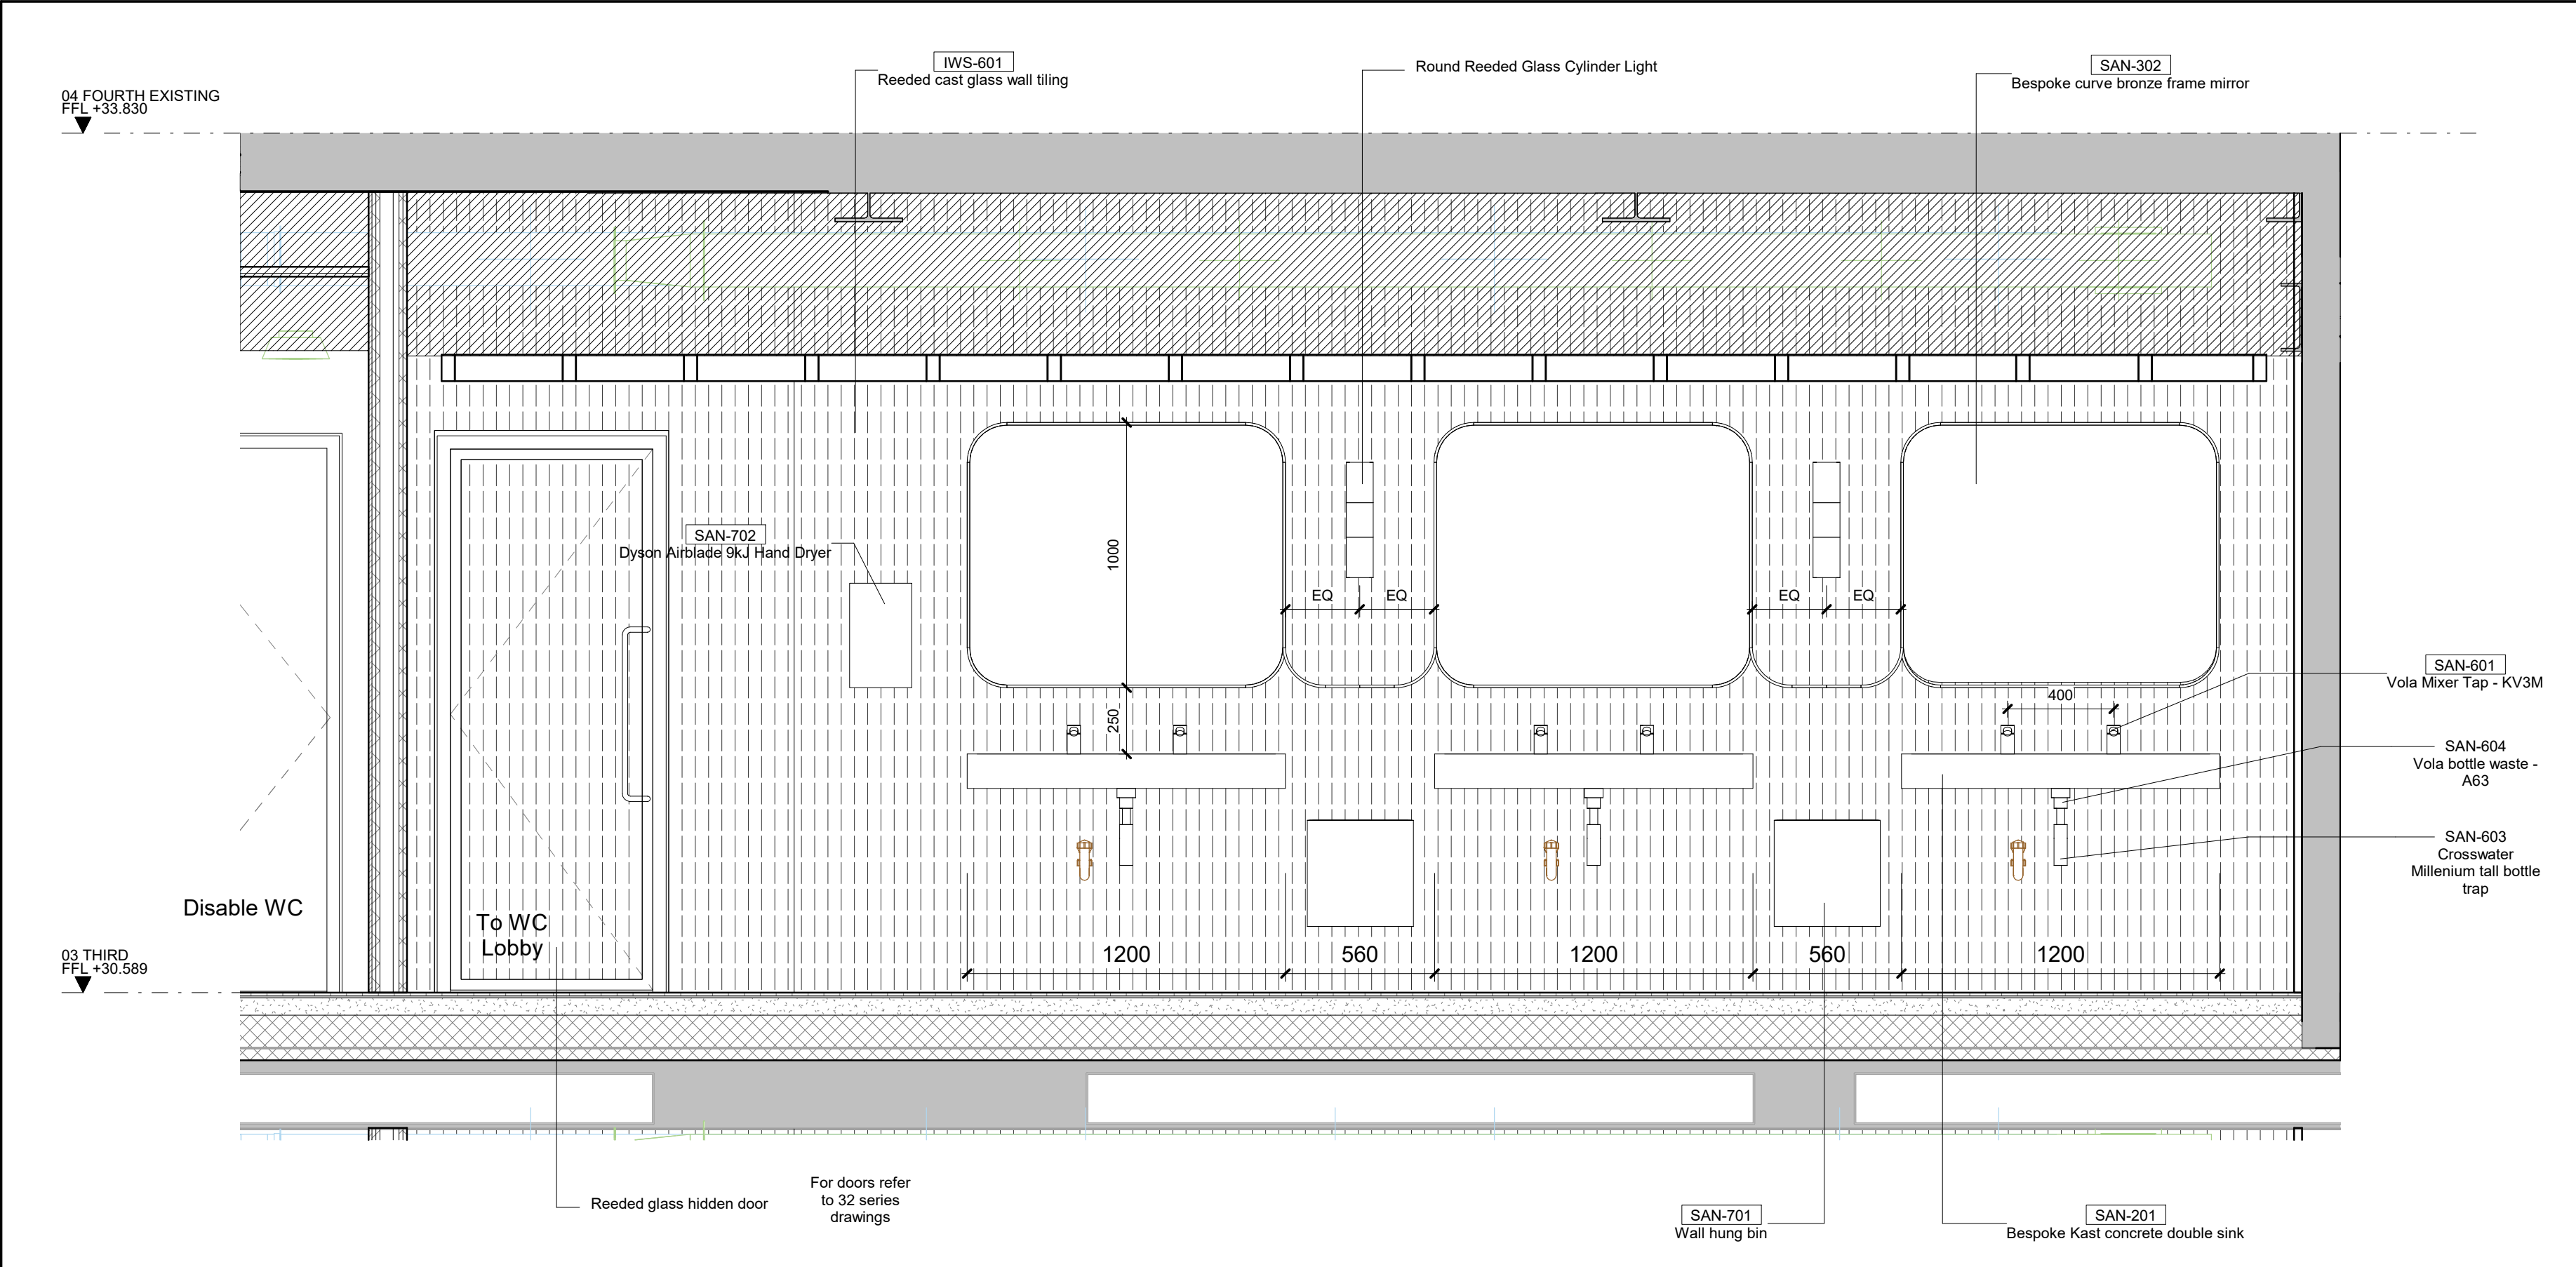 IWS-601
Reeded cast glass wall tiling
Round Reeded Glass Cylinder Light
SAN-302
Bespoke curve bronze frame mirror
04 FOURTH EXISTING
FFL +33.830
SAN-702
Dyson Airblade 9kJ Hand Dryer
1000
EQ
EQ
EQ
EQ
250
400
SAN-601
Vola Mixer Tap - KV3M
SAN-604
Vola bottle waste -
A63
SAN-603
Crosswater
Millenium tall bottle
trap
Disable WC
To WC
Lobby
03 THIRD
FFL +30.589
1200
560
1200
560
1200
Reeded glass hidden door
For doors refer
to 32 series
drawings
SAN-701
Wall hung bin
SAN-201
Bespoke Kast concrete double sink